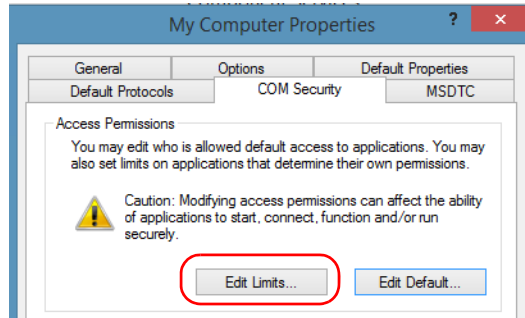 My Computer Properties
?
×
General
Options
Default Properties
Default Protocols
COM Security
MSDTC
Access Permissions
You may edit who is allowed default access to applications. You may
also set limits on applications that determine their own permissions.
Caution: Modifying access permissions can affect the ability
of applications to start, connect, function and/or run
securely.
Edit Limits...
Edit Default...